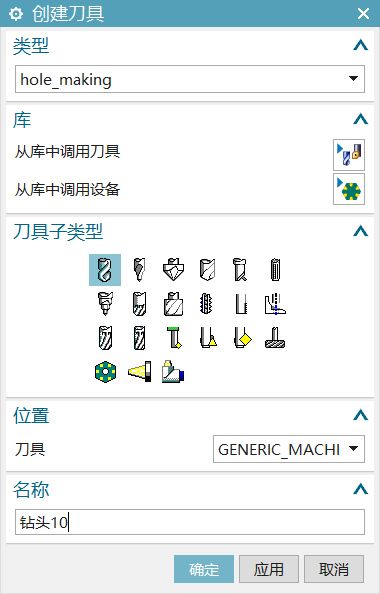 创建刀具
类型
hole_making
库
从库中调用刀具
从库中调用设备
刀具子类型
位置
刀具
GENERIC_MACHI
名称
钻头10
确定
应用
取消